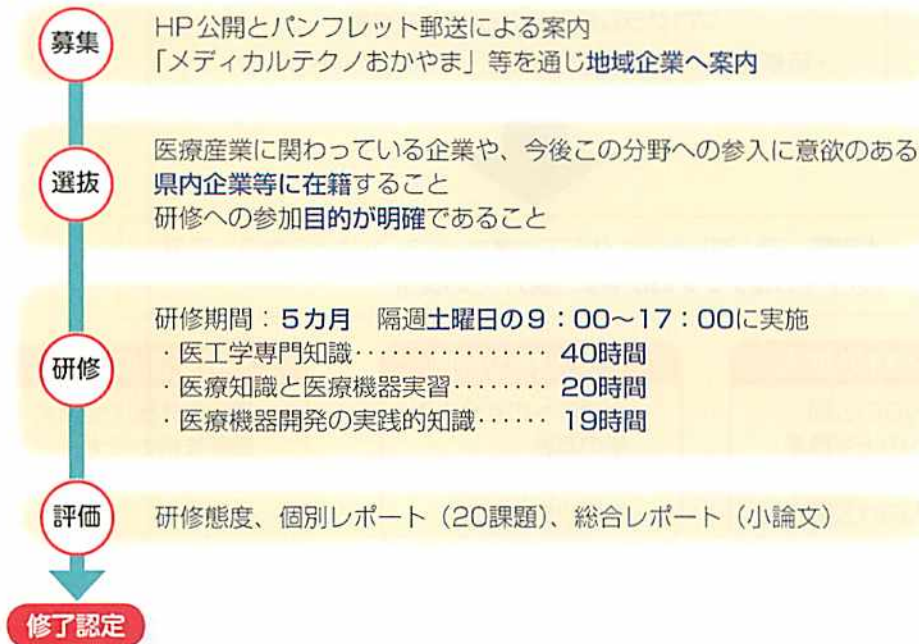 募集
HP公開とパンフレット郵送による案内
「メディカルテクノおかやま」等を通じ地域企業へ案内
選抜
医療産業に関わっている企業や、今後この分野への参入に意欲のある
県内企業等に在籍すること
研修への参加目的が明確であること
研修
研修期間：5カ月　隔週土曜日の9：00～17：00に実施
・医工学専門知識‥‥‥‥‥‥‥‥ 40時間
・医療知識と医療機器実習‥‥‥‥ 20時間
・医療機器開発の実践的知識‥‥‥ 19時間
評価
研修態度、個別レポート（20課題）、総合レポート（小論文）
修了認定